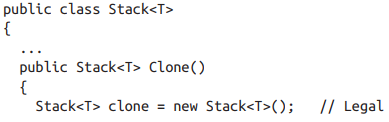 public class Stack<T>
{
  ...
  public Stack<T> Clone()
  {
    Stack<T> clone = new Stack<T>();   // Legal